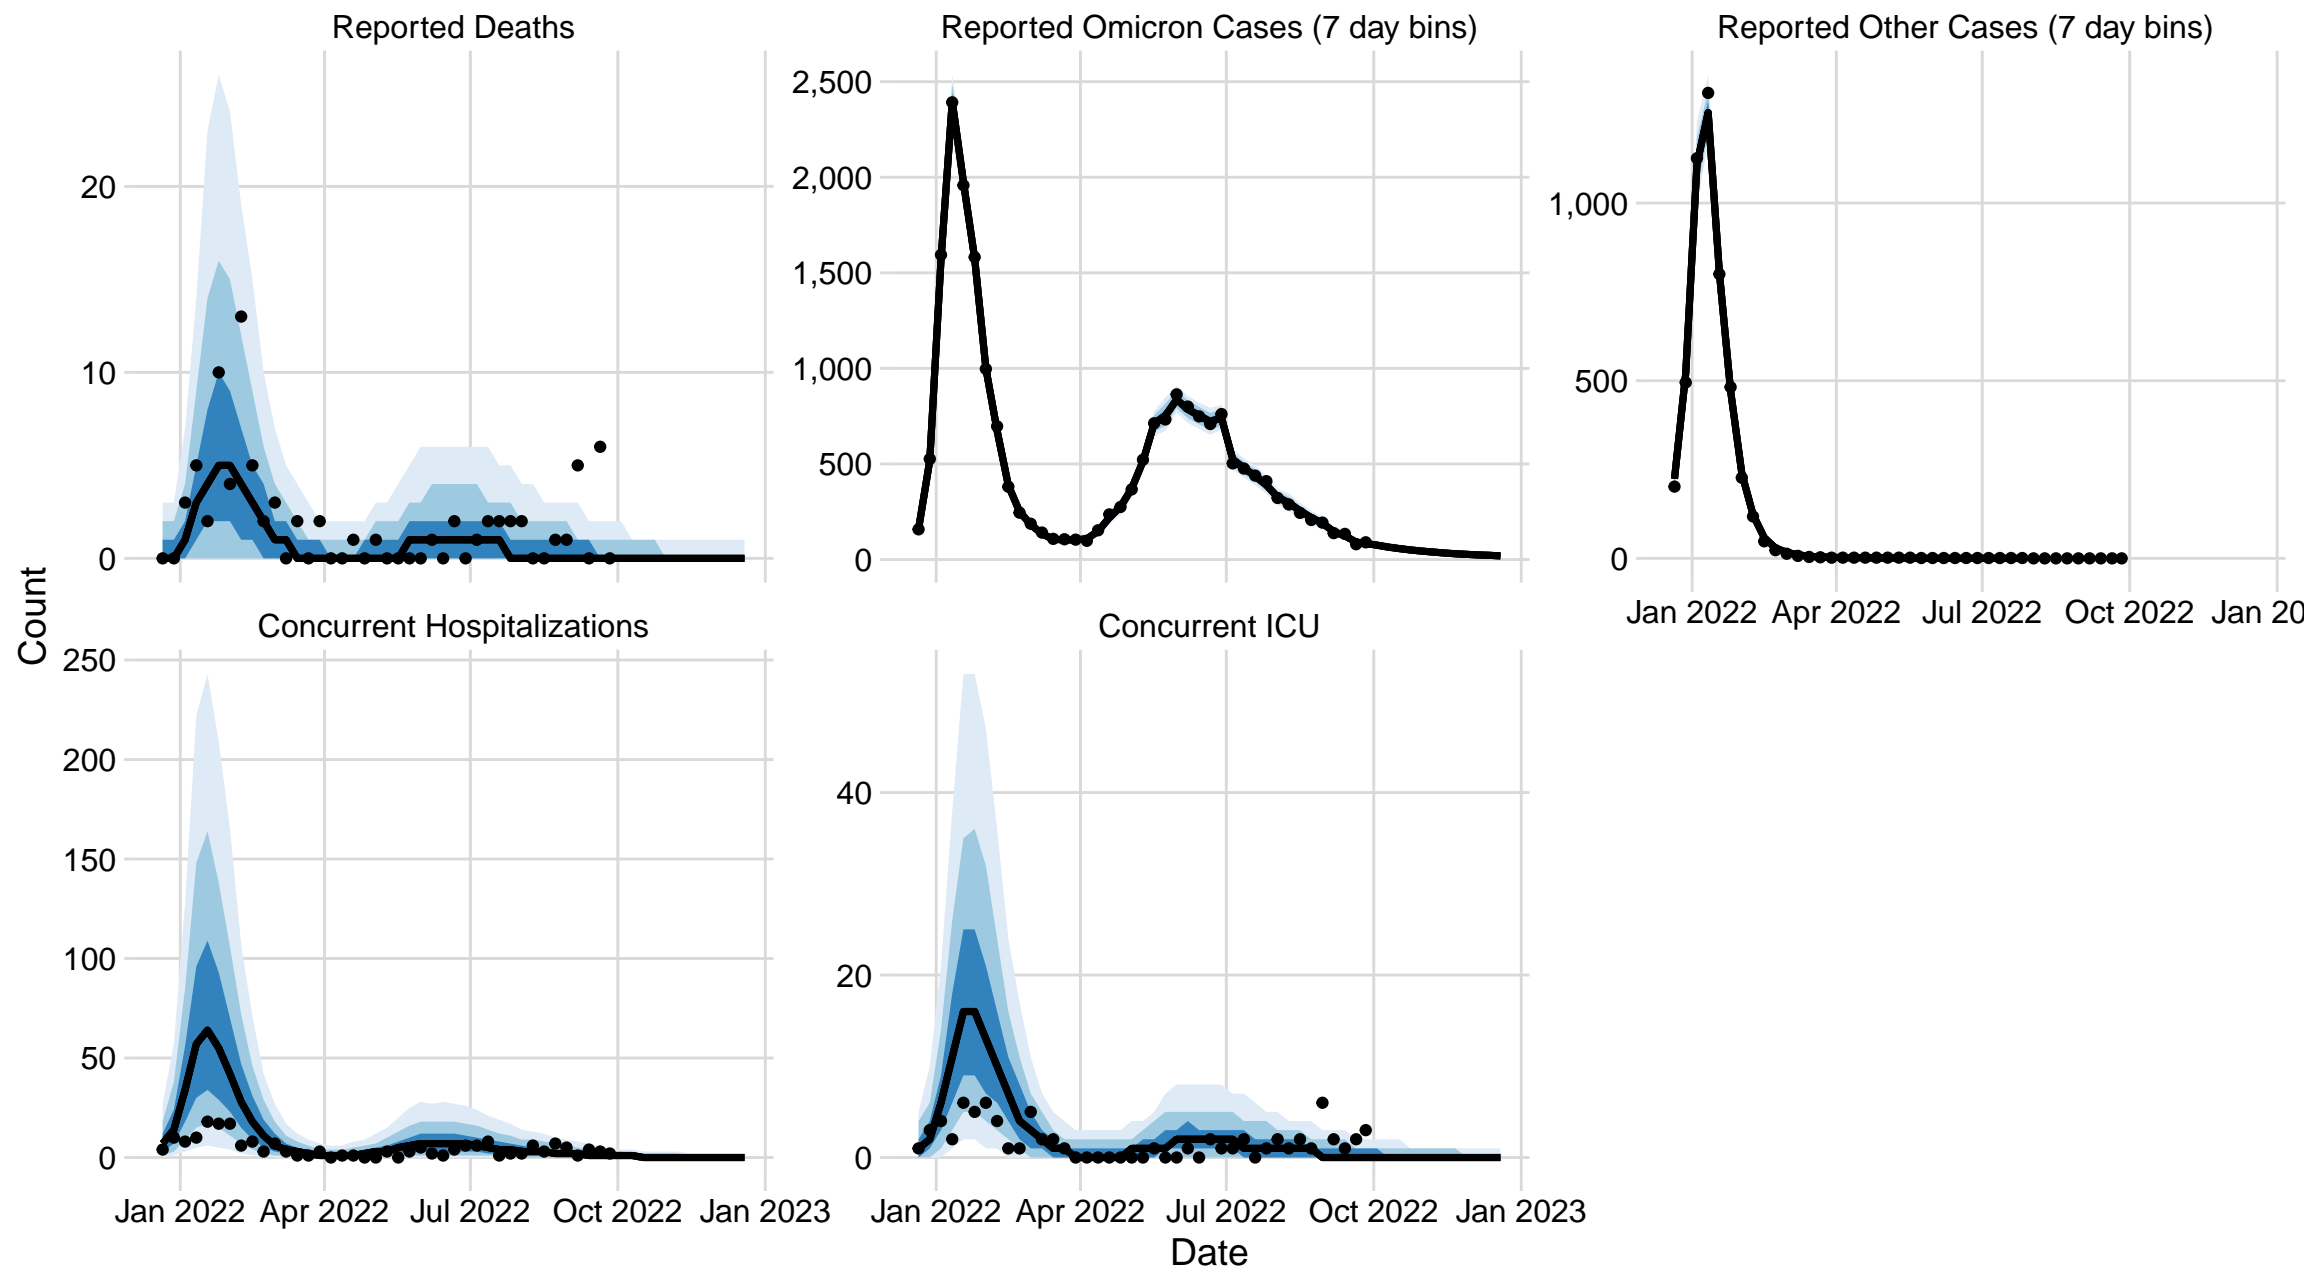 Reported Deaths
Reported Omicron Cases (7 day bins)
Reported Other Cases (7 day bins)
20
10
0
2,500
2,000
1,500
1,000
500
0
1,000
500
0
Jan 2022 Apr 2022 Jul 2022 Oct 2022 Jan 20
Count
Concurrent Hospitalizations
Concurrent ICU
250
200
150
100
50
0
40
20
0
Jan 2022 Apr 2022 Jul 2022 Oct 2022 Jan 2023
Jan 2022 Apr 2022 Jul 2022 Oct 2022 Jan 2023
Date